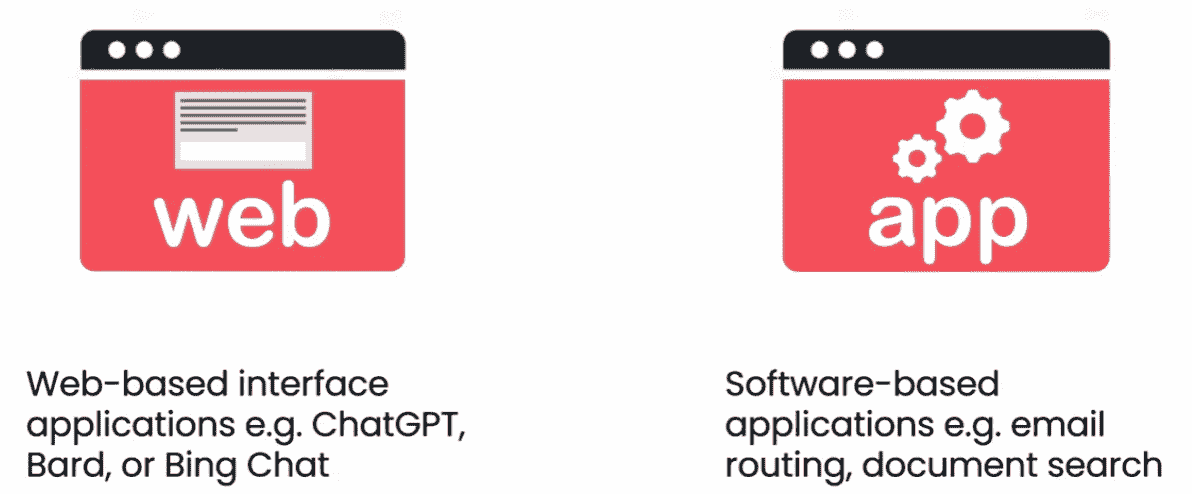 web
Web-based interface
applications e.g. ChatGPT,
Bard, or Bing Chat
app
Software-based
applications e.g. email
routing, document search